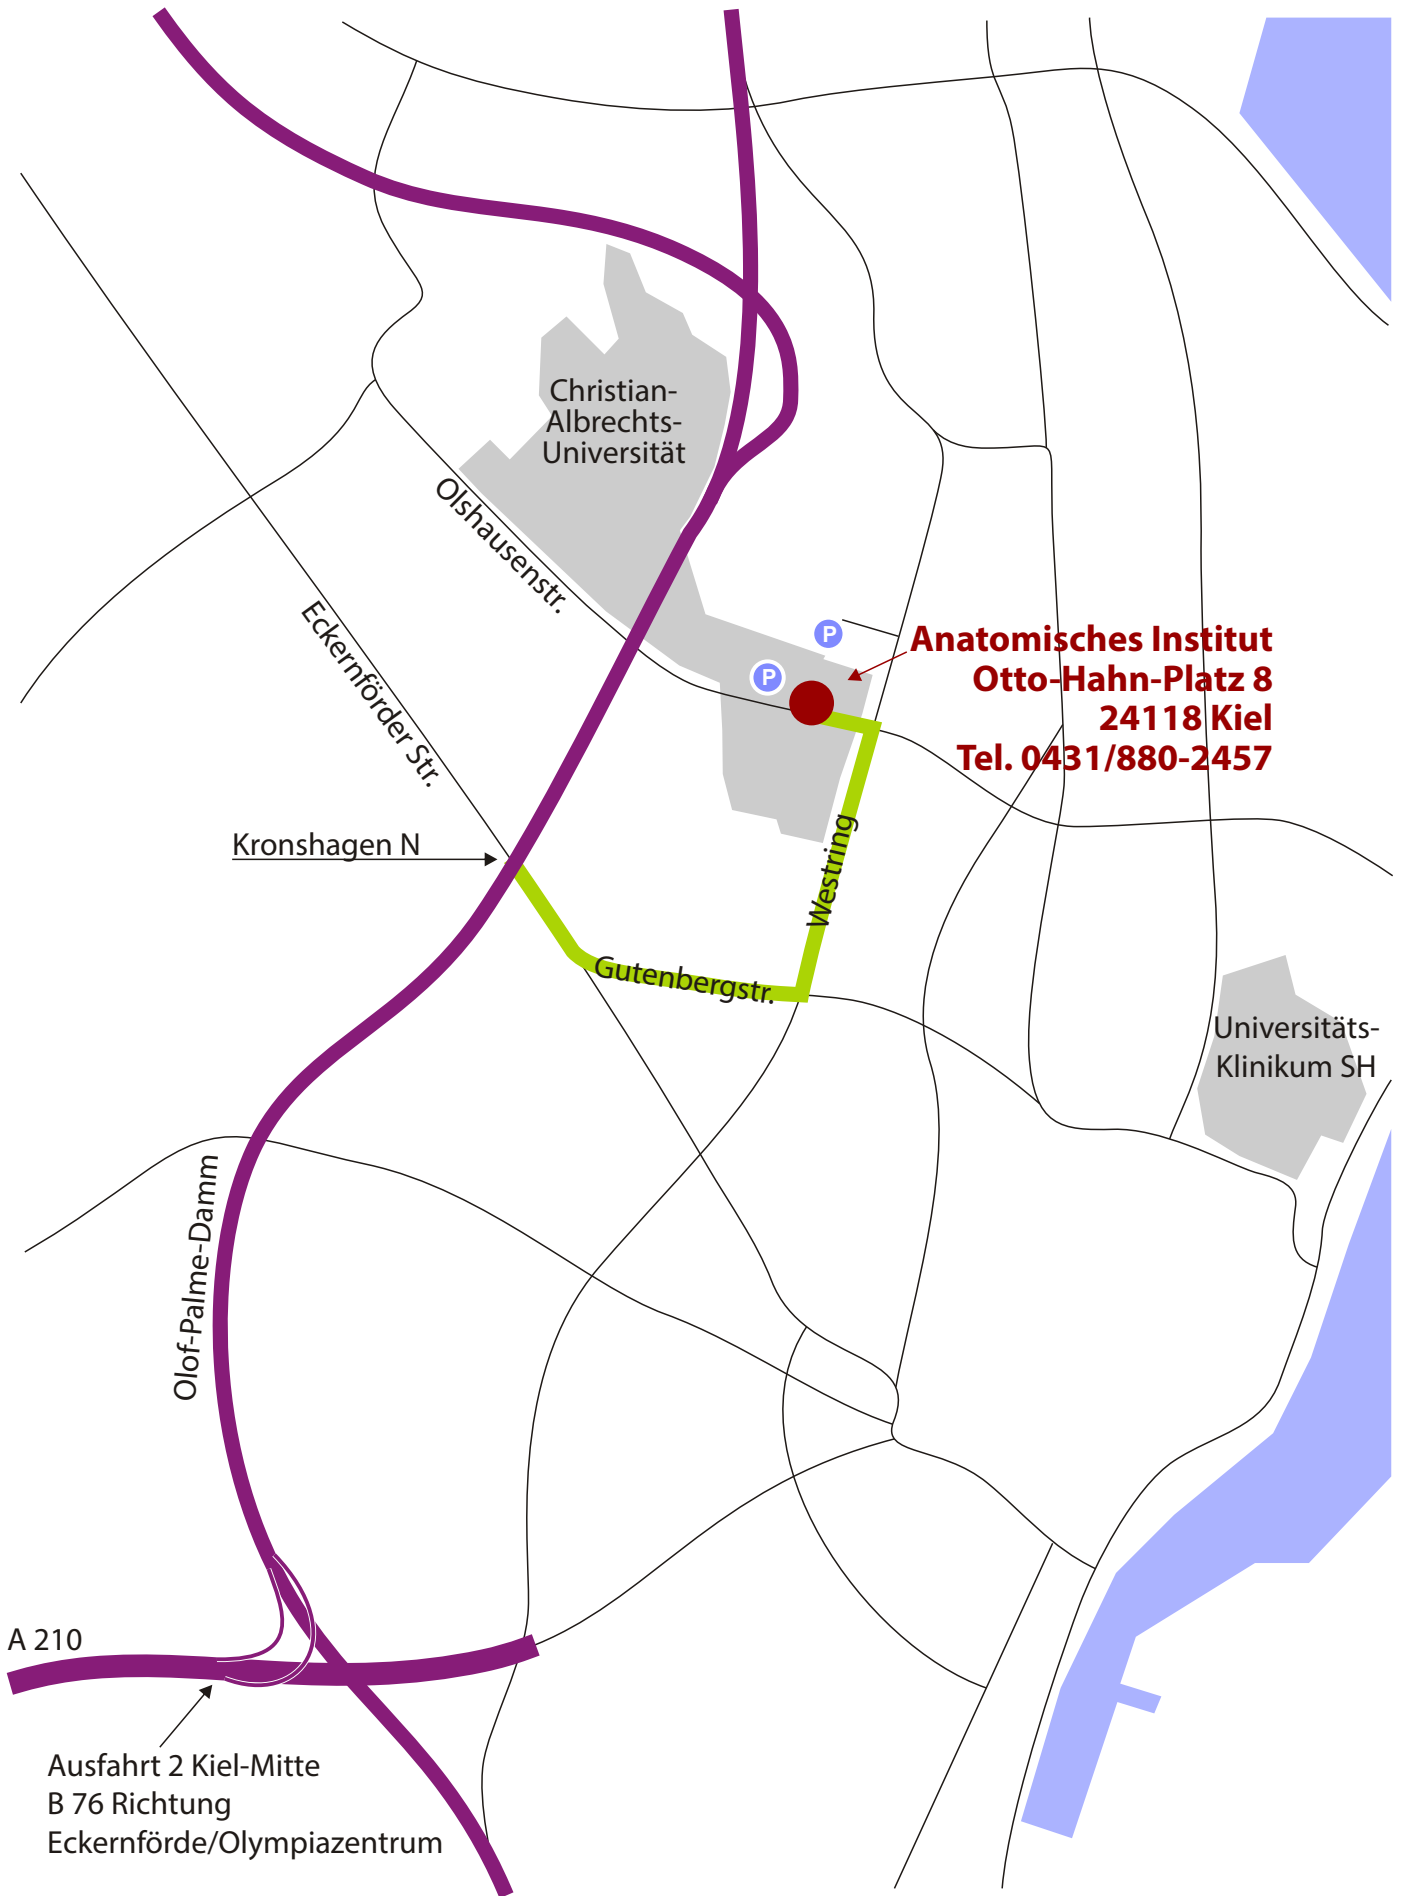 Christian-
Albrechts-
Universität
Olshausenstr.
Eckernförder Str.
P
P
Anatomisches Institut
Otto-Hahn-Platz 8
24118 Kiel
Tel. 0431/880-2457
Kronshagen N
Westring
Gutenbergstr.
Universitäts-
Klinikum SH
Olof-Palme-Damm
A 210
Ausfahrt 2 Kiel-Mitte
B 76 Richtung
Eckernförde/Olympiazentrum